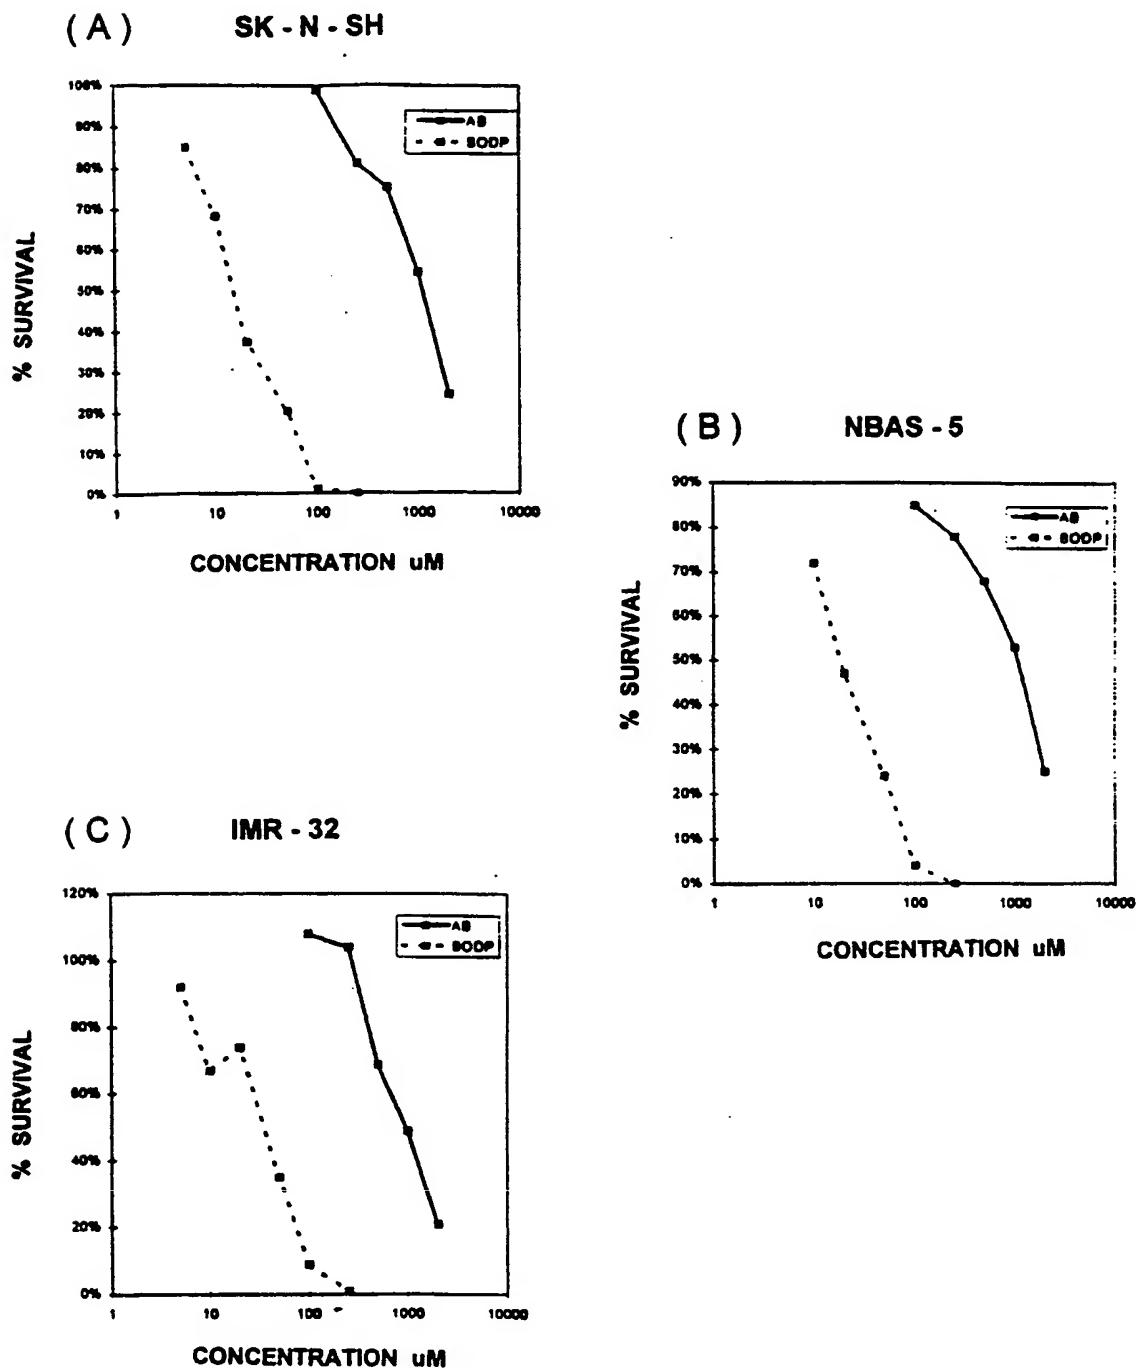 ( A ) SK - N - SH
100%
90%
80%
70%
60%
50%
40%
30%
20%
10%
0%
AB
BODP
1 10 100 1000 10000
% SURVIVAL
CONCENTRATION uM
( B ) NBAS - 5
90%
80%
70%
60%
50%
40%
30%
20%
10%
0%
AB
BODP
1 10 100 1000 10000
% SURVIVAL
CONCENTRATION uM
( C ) IMR - 32
120%
100%
80%
60%
40%
20%
0%
AB
BODP
1 10 100 1000 10000
% SURVIVAL
CONCENTRATION uM